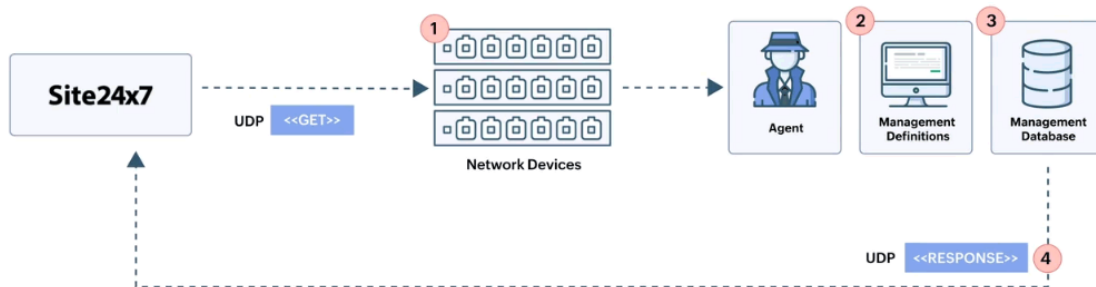 1
2
3
Site24x7
UDP <<GET>>
Network Devices
Agent
Management
Definitions
Management
Database
UDP <<RESPONSE>> 4